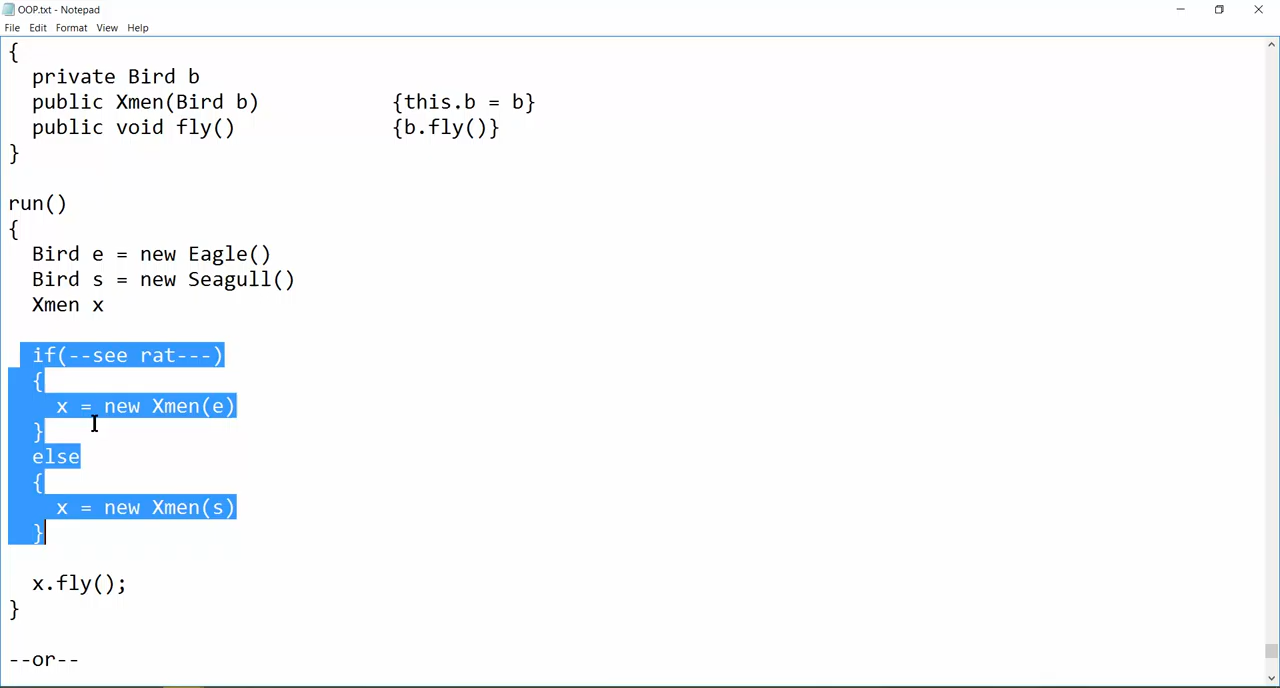 OOP.txt - Notepad
File Edit Format View Help
{
private Bird b
public Xmen(Bird b) {this.b = b}
public void fly() {b.fly()}
}
run()
{
Bird e = new Eagle()
Bird s = new Seagull()
Xmen x
if(--see rat---)
{
x = new Xmen(e)
}
else
{
x = new Xmen(s)
}
x.fly();
}
--or--